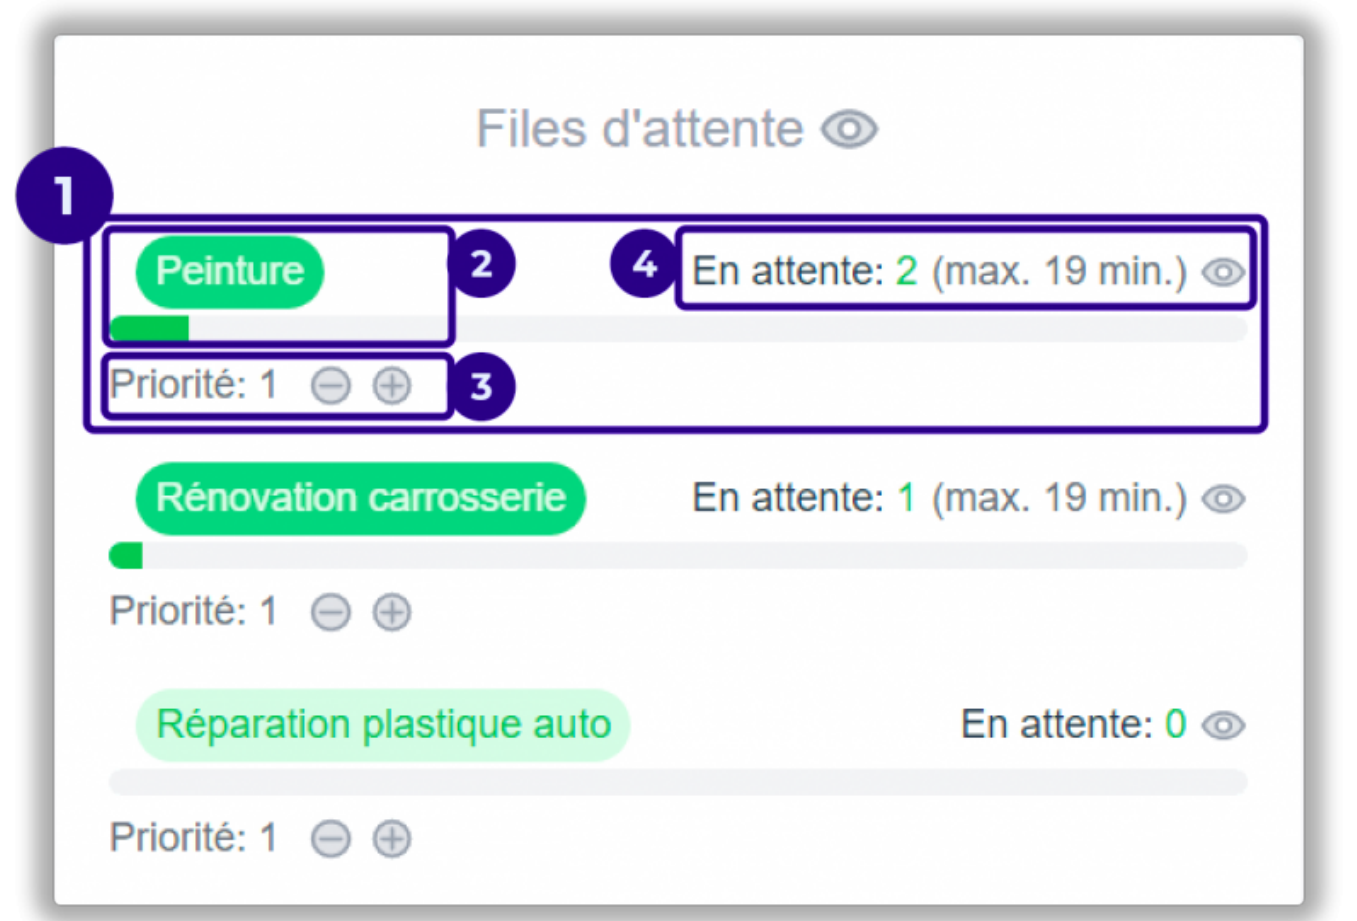 Files d'attente
1
Peinture 2 4 En attente: 2 (max. 19 min.)
Priorité: 1 3
Rénovation carrosserie En attente: 1 (max. 19 min.)
Priorité: 1
Réparation plastique auto En attente: 0
Priorité: 1